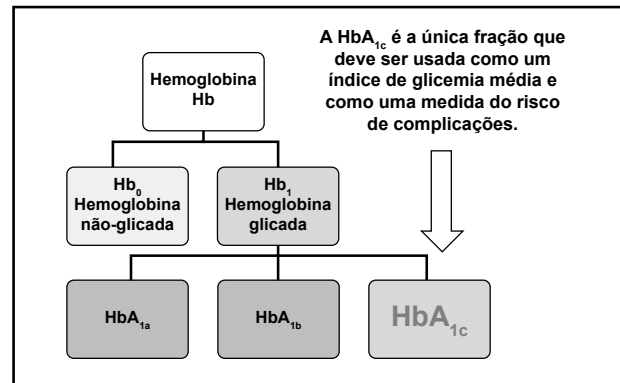 A HbA1c é a única fração que
deve ser usada como um
índice de glicemia média e
como uma medida do risco
de complicações.
Hemoglobina
Hb
Hb0
Hemoglobina
não-glicada
Hb1
Hemoglobina
glicada
HbA1a
HbA1b
HbA1c